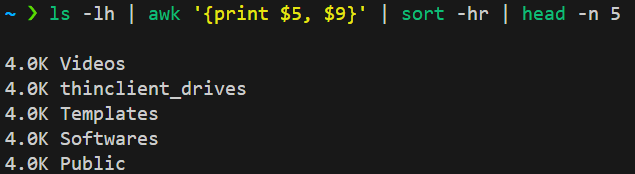 ~ ❯ ls -lh | awk '{print $5, $9}' | sort -hr | head -n 5
4.0K Videos
4.0K thinclient_drives
4.0K Templates
4.0K Softwares
4.0K Public